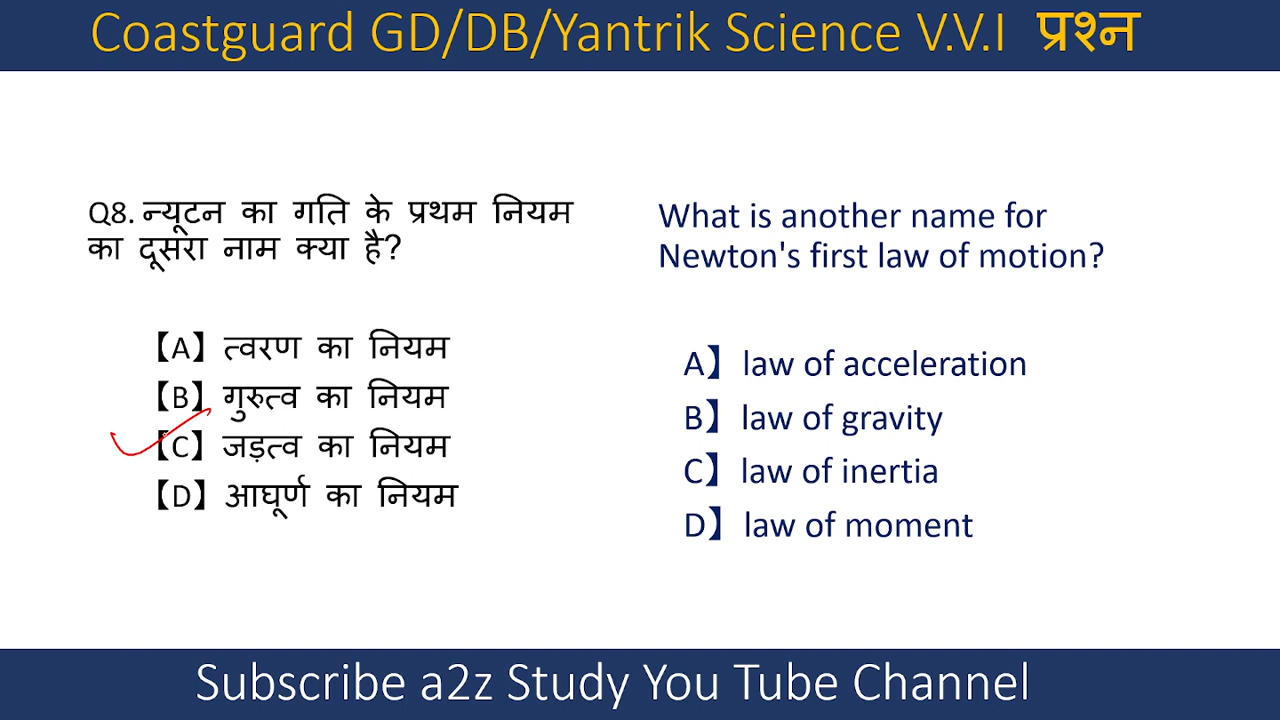 Coastguard GD/DB/Yantrik Science V.V.I प्रश्न
Q8. न्यूटन का गति के प्रथम नियम
का दूसरा नाम क्या है?
【A】 त्वरण का नियम
【B】 गुरुत्व का नियम
【C】 जड़त्व का नियम
【D】 आघूर्ण का नियम
What is another name for
Newton's first law of motion?
A】 law of acceleration
B】 law of gravity
C】 law of inertia
D】 law of moment
Subscribe a2z Study You Tube Channel